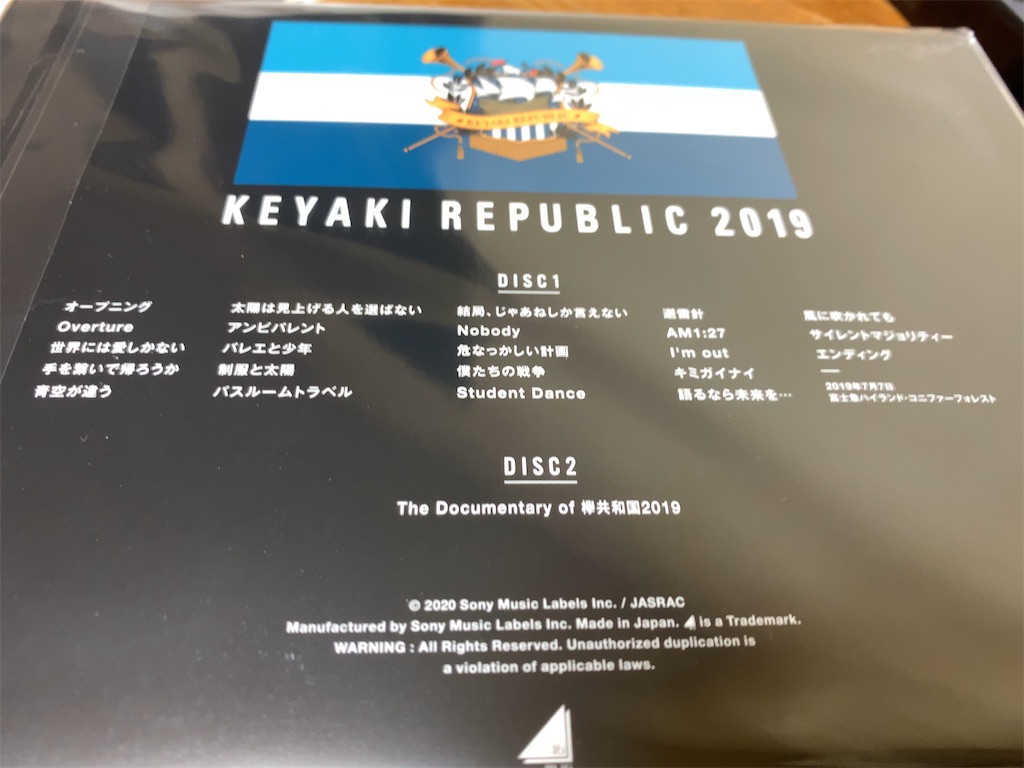 KEYAKI REPUBLIC
KEYAKI REPUBLIC 2019
DISC1
オープニング
Overture
世界には愛しかない
手を繋いで帰ろうか
青空が違う
太陽は見上げる人を選ばない
アンビバレント
バレエと少年
制服と太陽
バスルームトラベル
結局、じゃあねしか言えない
Nobody
危なっかしい計画
僕たちの戦争
Student Dance
避雷針
AM1:27
I'm out
キミガイナイ
語るなら未来を…
風に吹かれても
サイレントマジョリティー
エンディング
2019年7月7日
富士急ハイランド・コニファーフォレスト
DISC2
The Documentary of 欅共和国2019
© 2020 Sony Music Labels Inc. / JASRAC
Manufactured by Sony Music Labels Inc. Made in Japan. is a Trademark.
WARNING : All Rights Reserved. Unauthorized duplication is
a violation of applicable laws.